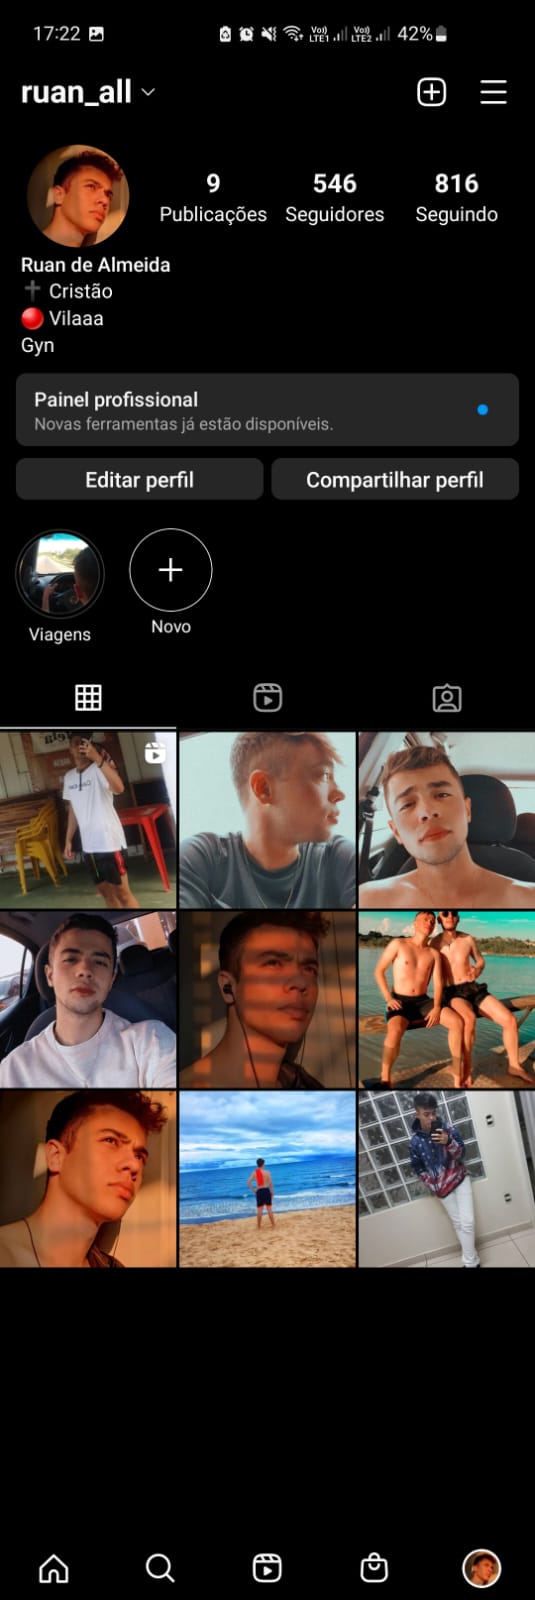 17:22
Vo)) LTE1 Vo)) LTE2 42%
ruan_all
9 546 816
Publicações Seguidores Seguindo
Ruan de Almeida
Cristão
Vilaaa
Gyn
Painel profissional
Novas ferramentas já estão disponíveis.
Editar perfil Compartilhar perfil
Viagens Novo